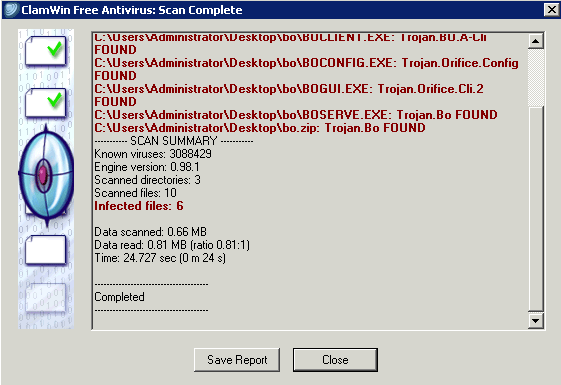 ClamWin Free Antivirus: Scan Complete
C:\Users\Administrator\Desktop\bo\BOCLIENT.EXE: Trojan.BO.A-Cli
FOUND
C:\Users\Administrator\Desktop\bo\BOCONFIG.EXE: Trojan.Orifice.Config
FOUND
C:\Users\Administrator\Desktop\bo\BOGUI.EXE: Trojan.Orifice.Cli.2
FOUND
C:\Users\Administrator\Desktop\bo\BOSERVE.EXE: Trojan.Bo FOUND
C:\Users\Administrator\Desktop\bo.zip: Trojan.Bo FOUND
----------- SCAN SUMMARY -----------
Known viruses: 3088429
Engine version: 0.98.1
Scanned directories: 3
Scanned files: 10
Infected files: 6
Data scanned: 0.66 MB
Data read: 0.81 MB (ratio 0.81:1)
Time: 24.727 sec (0 m 24 s)
--------------------------------------
Completed
--------------------------------------
Save Report
Close